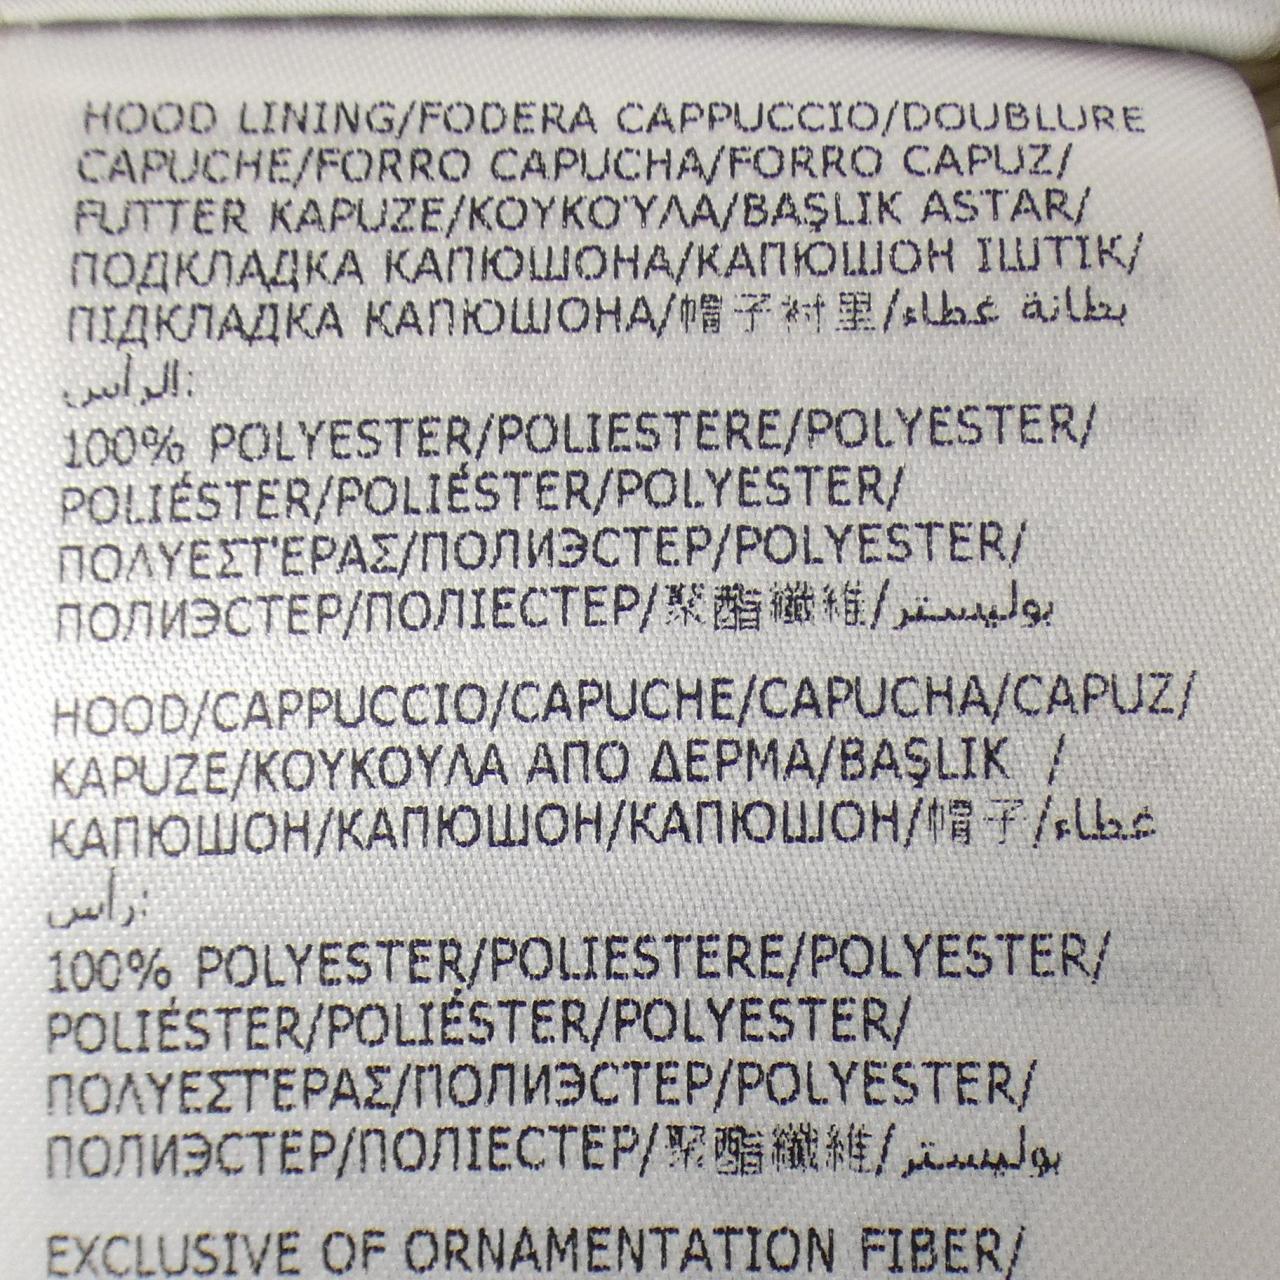 HOOD LINING/FODERA CAPPUCCIO/DOUBLURE
CAPUCHE/FORRO CAPUCHA/FORRO CAPUZ/
FUTTER KAPUZE/ΚΟΥΚΟΎΛΑ/BAŞLIK ASTAR/
ПОДКЛАДКА КАПЮШОНА/КАПЮШОН ІШТІК/
ПІДКЛАДКА КАПЮШОНА/帽子衬里/بطانة غطاء
الرأس:
100% POLYESTER/POLIESTERE/POLYESTER/
POLIÉSTER/POLIÉSTER/POLYESTER/
ΠΟΛΥΕΣΤΈΡΑΣ/ПОЛИЭСТЕР/POLYESTER/
ПОЛИЭСТЕР/ПОЛІЕСТЕР/聚酯纖維/بوليستر
HOOD/CAPPUCCIO/CAPUCHE/CAPUCHA/CAPUZ/
KAPUZE/ΚΟΥΚΟΥΛΑ ΑΠΟ ΔΕΡΜΑ/BAŞLIK /
КАПЮШОН/КАПЮШОН/КАПЮШОН/帽子/غطاء
رأس:
100% POLYESTER/POLIESTERE/POLYESTER/
POLIÉSTER/POLIÉSTER/POLYESTER/
ΠΟΛΥΕΣΤΕΡΑΣ/ПОЛИЭСТЕР/POLYESTER/
ПОЛИЭСТЕР/ПОЛІЕСТЕР/聚酯纖維/بوليستر
EXCLUSIVE OF ORNAMENTATION FIBER/